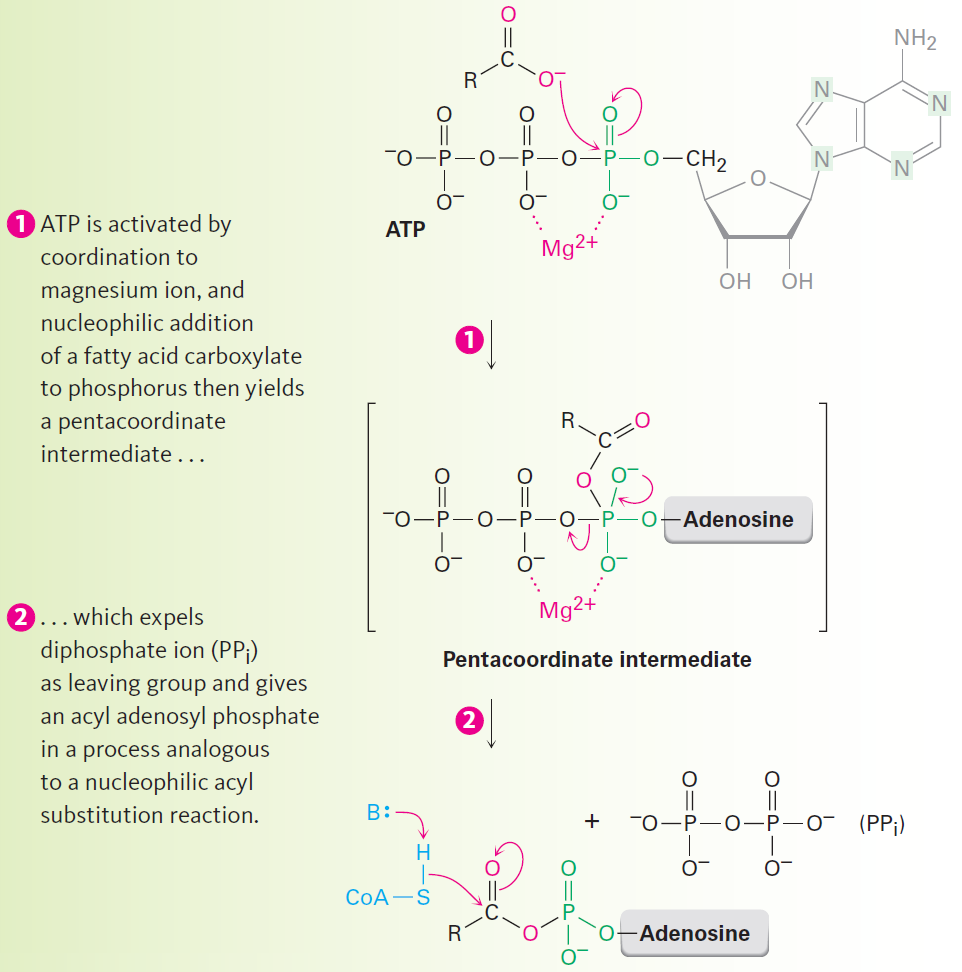 O
C
R O⁻
NH2
O O O
N N
⁻O—P—O—P—O—P—O—CH2
N N
O
O⁻ O⁻ O⁻
ATP
Mg2+
OH OH
1 ATP is activated by
coordination to
magnesium ion, and
nucleophilic addition
of a fatty acid carboxylate
to phosphorus then yields
a pentacoordinate
intermediate . . .
1
R O
C
O O O O⁻
⁻O—P—O—P—O—P—O—Adenosine
O⁻ O⁻ O⁻
Mg2+
Pentacoordinate intermediate
2 . . . which expels
diphosphate ion (PPi)
as leaving group and gives
an acyl adenosyl phosphate
in a process analogous
to a nucleophilic acyl
substitution reaction.
2
O O
B: + ⁻O—P—O—P—O⁻ (PPi)
O⁻ O⁻
H
O O
CoA—S
C P
R O O—Adenosine
O⁻